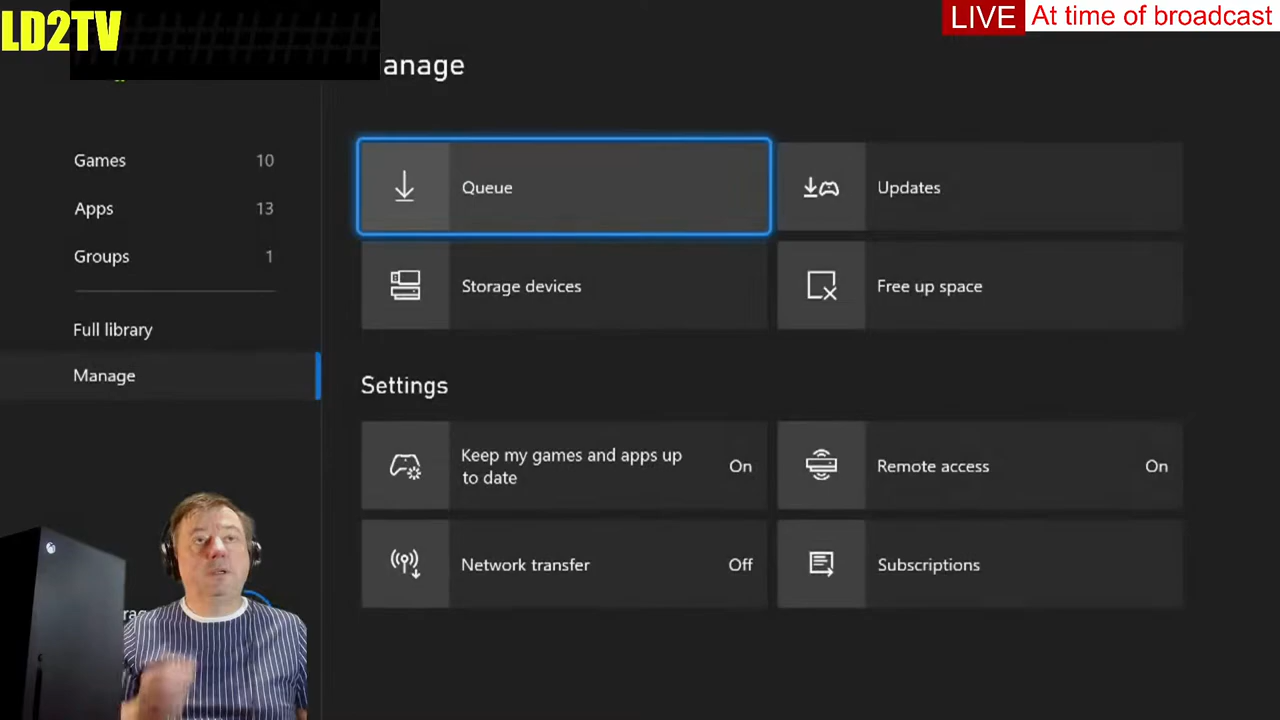 LD2TV
LIVE At time of broadcast
anage
Games 10
Apps 13
Groups 1
Full library
Manage
Queue
Updates
Storage devices
Free up space
Settings
Keep my games and apps up
to date
On
Remote access On
Network transfer Off
Subscriptions